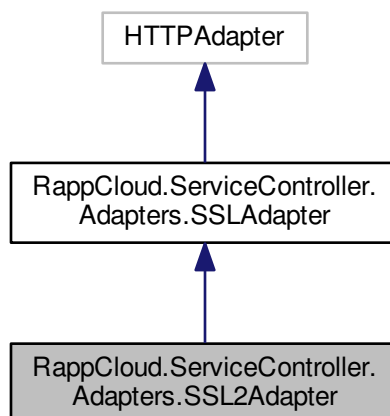 HTTPAdapter
RappCloud.ServiceController.
Adapters.SSLAdapter
RappCloud.ServiceController.
Adapters.SSL2Adapter